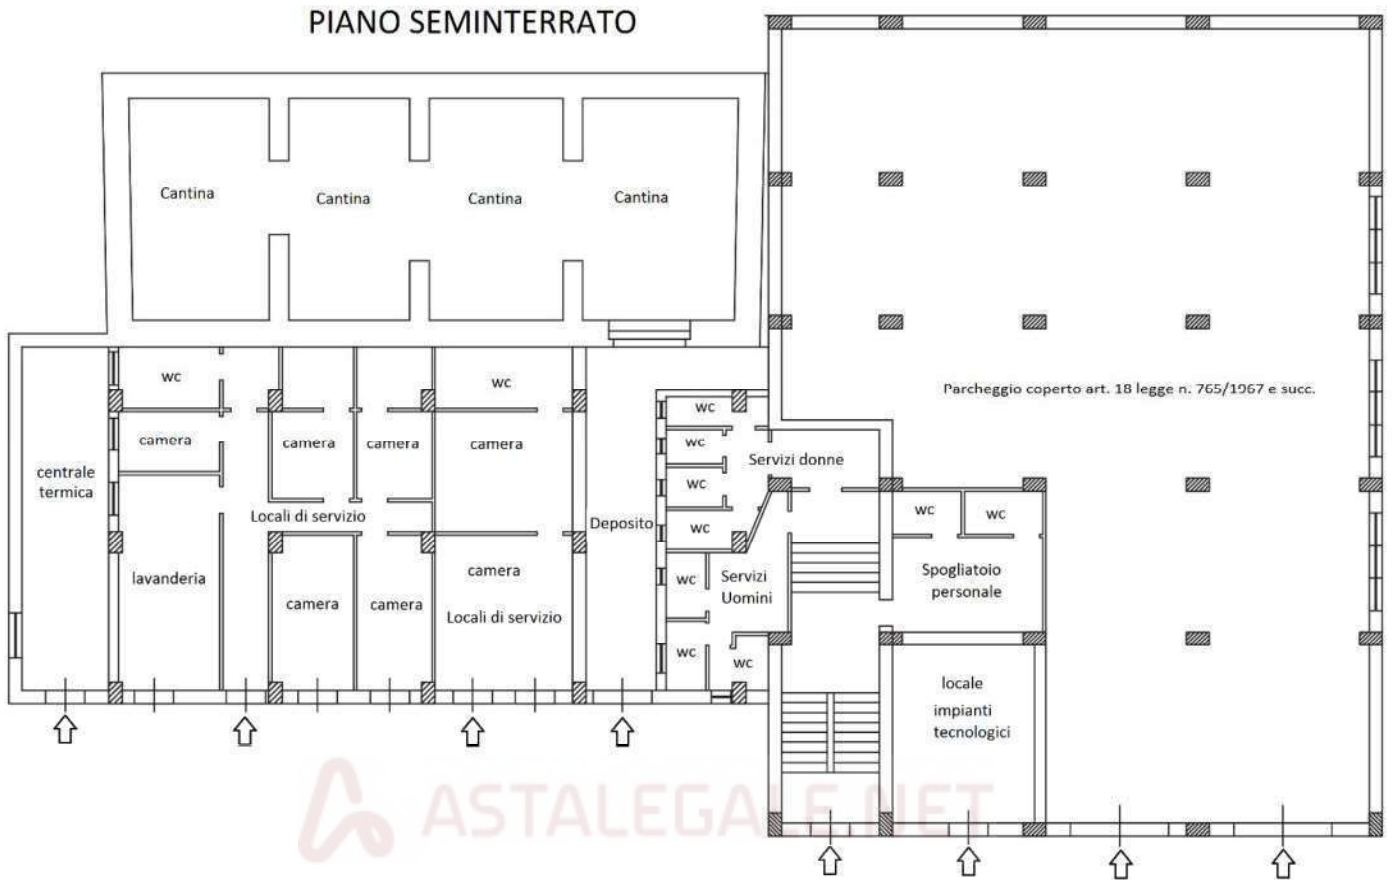 PIANO SEMINTERRATO
Cantina
Cantina
Cantina
Cantina
wc
wc
Parcheggio coperto art. 18 legge n. 765/1967 e succ.
wc
camera
camera
camera
camera
wc
Servizi donne
centrale
termica
wc
Locali di servizio
Deposito
wc
wc
wc
lavanderia
camera
wc
Servizi
Uomini
Spogliatoio
personale
camera
camera
Locali di servizio
wc
wc
locale
impianti
tecnologici
ASTALEGALE.NET